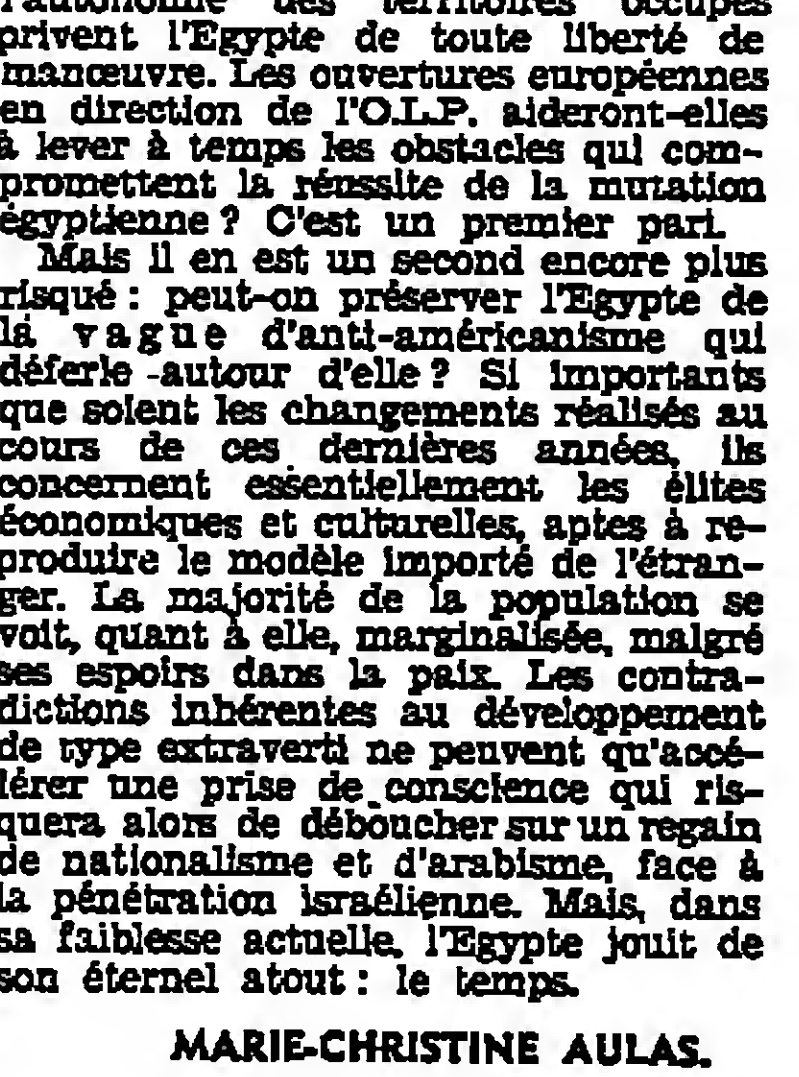 l'autonomie des territoires occupés
privent l'Egypte de toute liberté de
manœuvre. Les ouvertures européennes
en direction de l'O.L.P. aideront-elles
à lever à temps les obstacles qui com-
promettent la réussite de la mutation
égyptienne ? C'est un premier pari.
Mais il en est un second encore plus
risqué : peut-on préserver l'Egypte de
la vague d'anti-américanisme qui
déferle autour d'elle ? Si importants
que soient les changements réalisés au
cours de ces dernières années, ils
concernent essentiellement les élites
économiques et culturelles, aptes à re-
produire le modèle importé de l'étran-
ger. La majorité de la population se
voit, quant à elle, marginalisée, malgré
ses espoirs dans la paix. Les contra-
dictions inhérentes au développement
de type extraverti ne peuvent qu'accé-
lérer une prise de conscience qui ris-
quera alors de déboucher sur un regain
de nationalisme et d'arabisme, face à
la pénétration israélienne. Mais, dans
sa faiblesse actuelle, l'Egypte jouit de
son éternel atout : le temps.
MARIE-CHRISTINE AULAS.